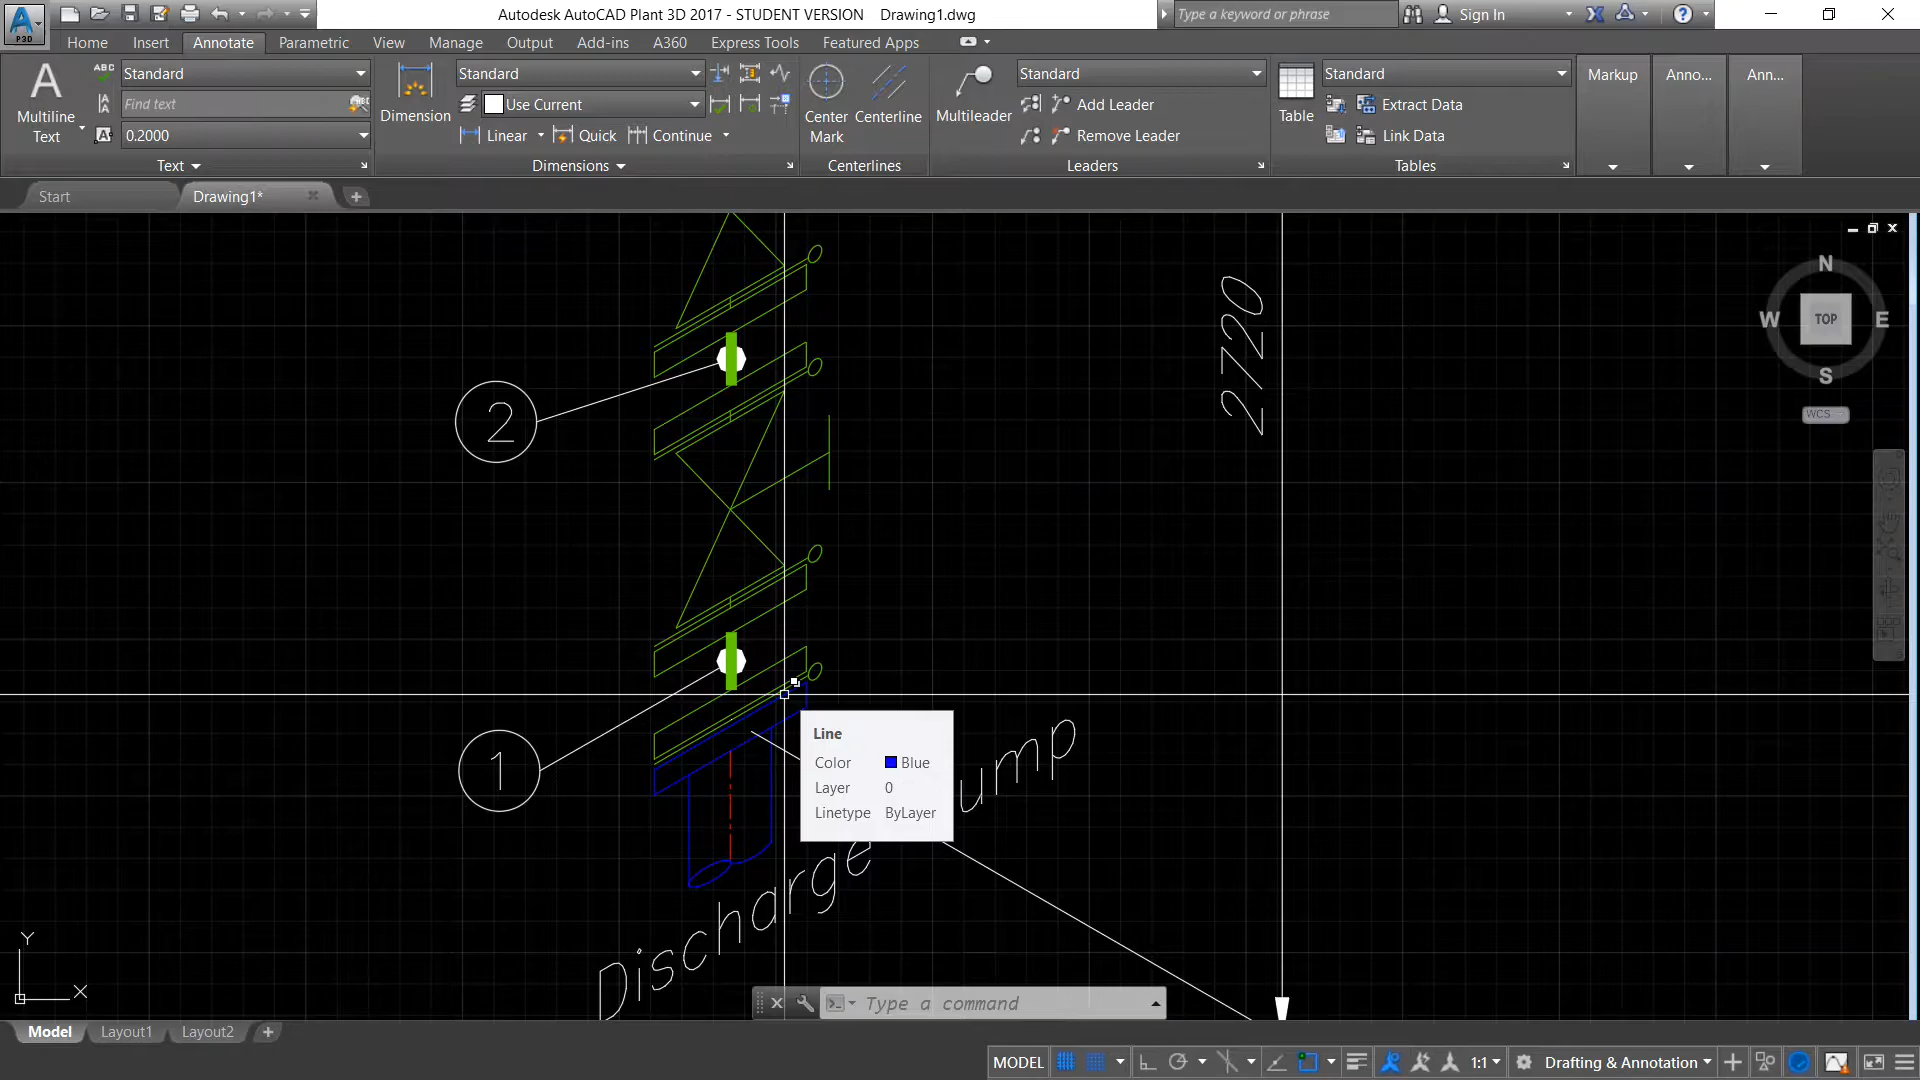 Autodesk AutoCAD Plant 3D 2017 - STUDENT VERSION Drawing1.dwg
Type a keyword or phrase
Sign In
P3D
Home Insert Annotate Parametric View Manage Output Add-ins A360 Express Tools Featured Apps
Multiline
Text
ABC
Standard
Find text
0.2000
Text
Dimension
Standard
Use Current
Linear Quick Continue
Dimensions
Center
Mark
Centerline
Centerlines
Multileader
Standard
Add Leader
Remove Leader
Leaders
Table
Standard
Extract Data
Link Data
Tables
Markup
Anno...
Ann...
Start Drawing1*
N
W TOP E
S
WCS
2720
2
1
Line
Color Blue
Layer 0
Linetype ByLayer
Discharge ump
Y
X
Type a command
Model Layout1 Layout2
MODEL 1:1 Drafting & Annotation